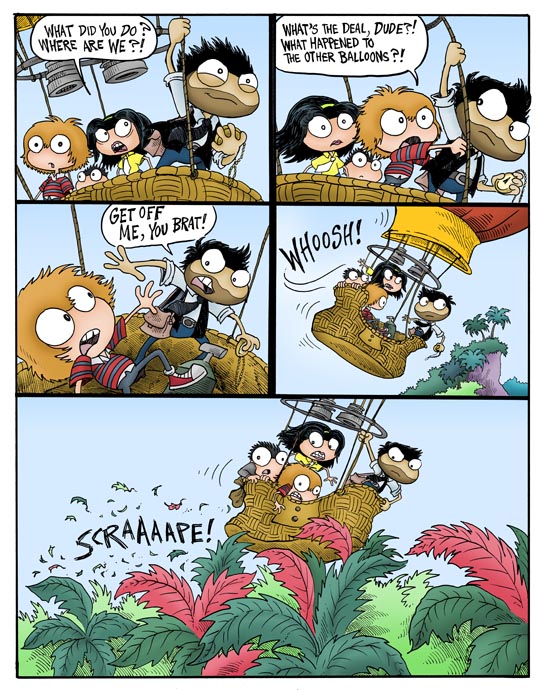 WHAT DID YOU DO?
WHERE ARE WE?!
WHAT'S THE DEAL, DUDE?!
WHAT HAPPENED TO
THE OTHER BALLOONS?!
GET OFF
ME, YOU BRAT!
WHOOSH!
SCRAAAAPE!